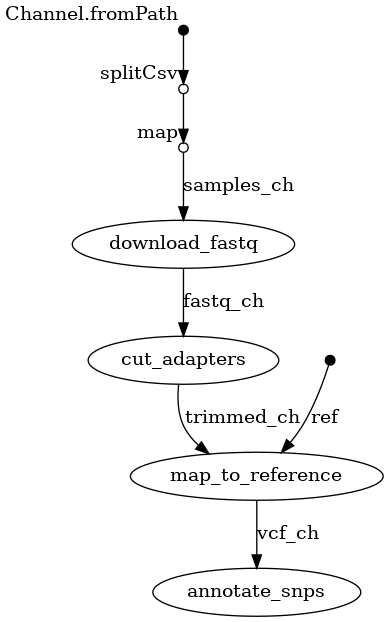 Channel.fromPath
splitCsv
map
samples_ch
download_fastq
fastq_ch
cut_adapters
trimmed_ch
ref
map_to_reference
vcf_ch
annotate_snps